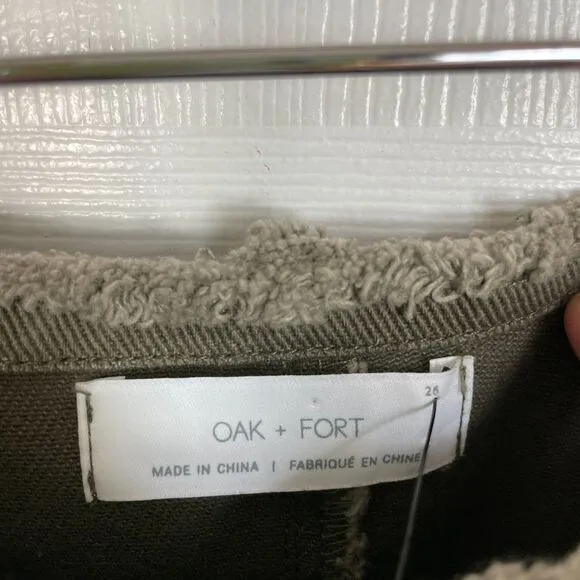 26
OAK + FORT
MADE IN CHINA | FABRIQUÉ EN CHINE